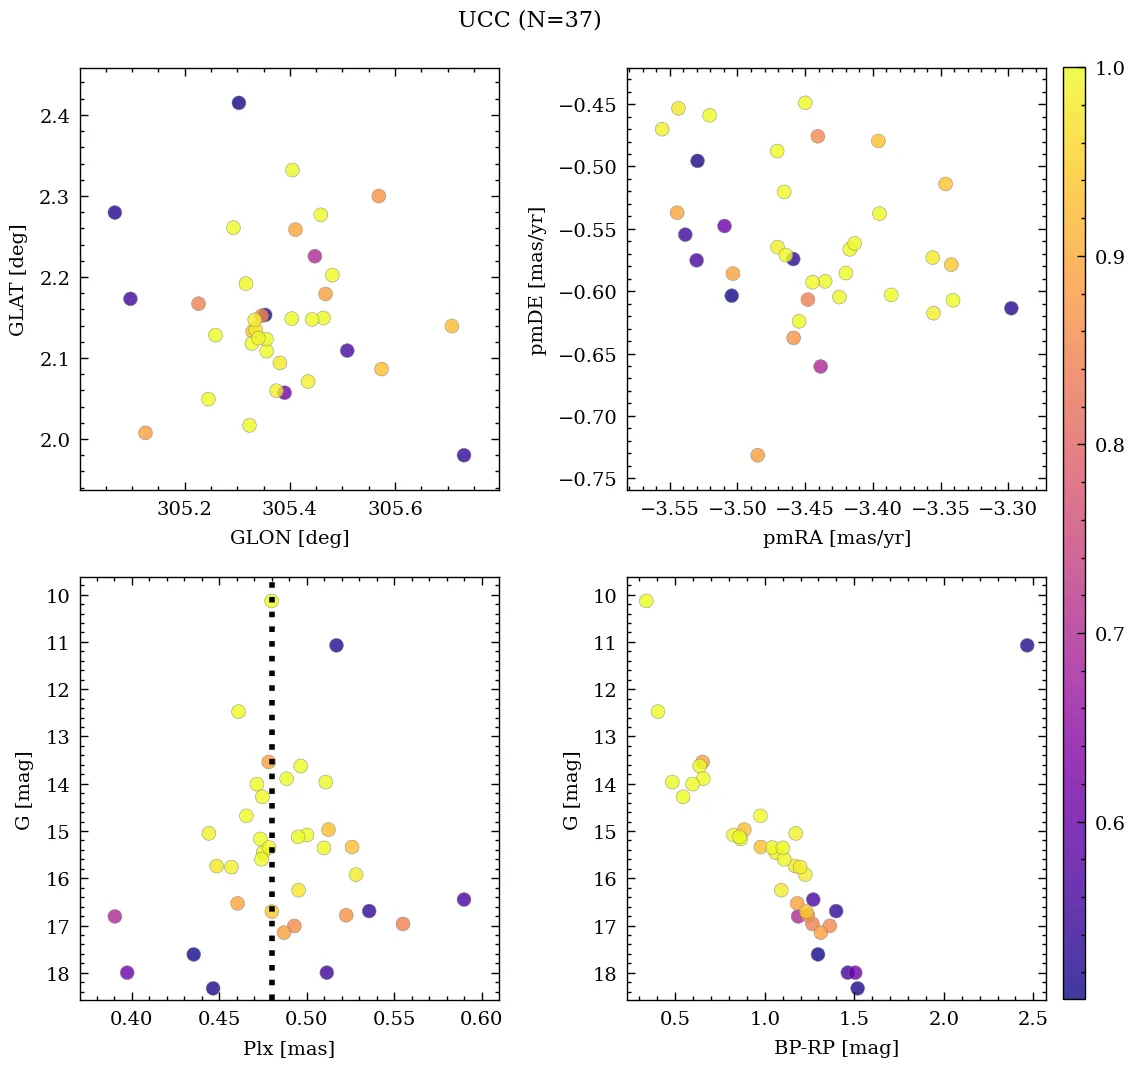 UCC (N=37)
2.4
2.3
2.2
2.1
2.0
GLAT [deg]
305.2 305.4 305.6
GLON [deg]
−0.45
−0.50
−0.55
−0.60
−0.65
−0.70
−0.75
pmDE [mas/yr]
−3.55 −3.50 −3.45 −3.40 −3.35 −3.30
pmRA [mas/yr]
10
11
12
13
14
15
16
17
18
G [mag]
0.40 0.45 0.50 0.55 0.60
Plx [mas]
10
11
12
13
14
15
16
17
18
G [mag]
0.5 1.0 1.5 2.0 2.5
BP-RP [mag]
1.0
0.9
0.8
0.7
0.6